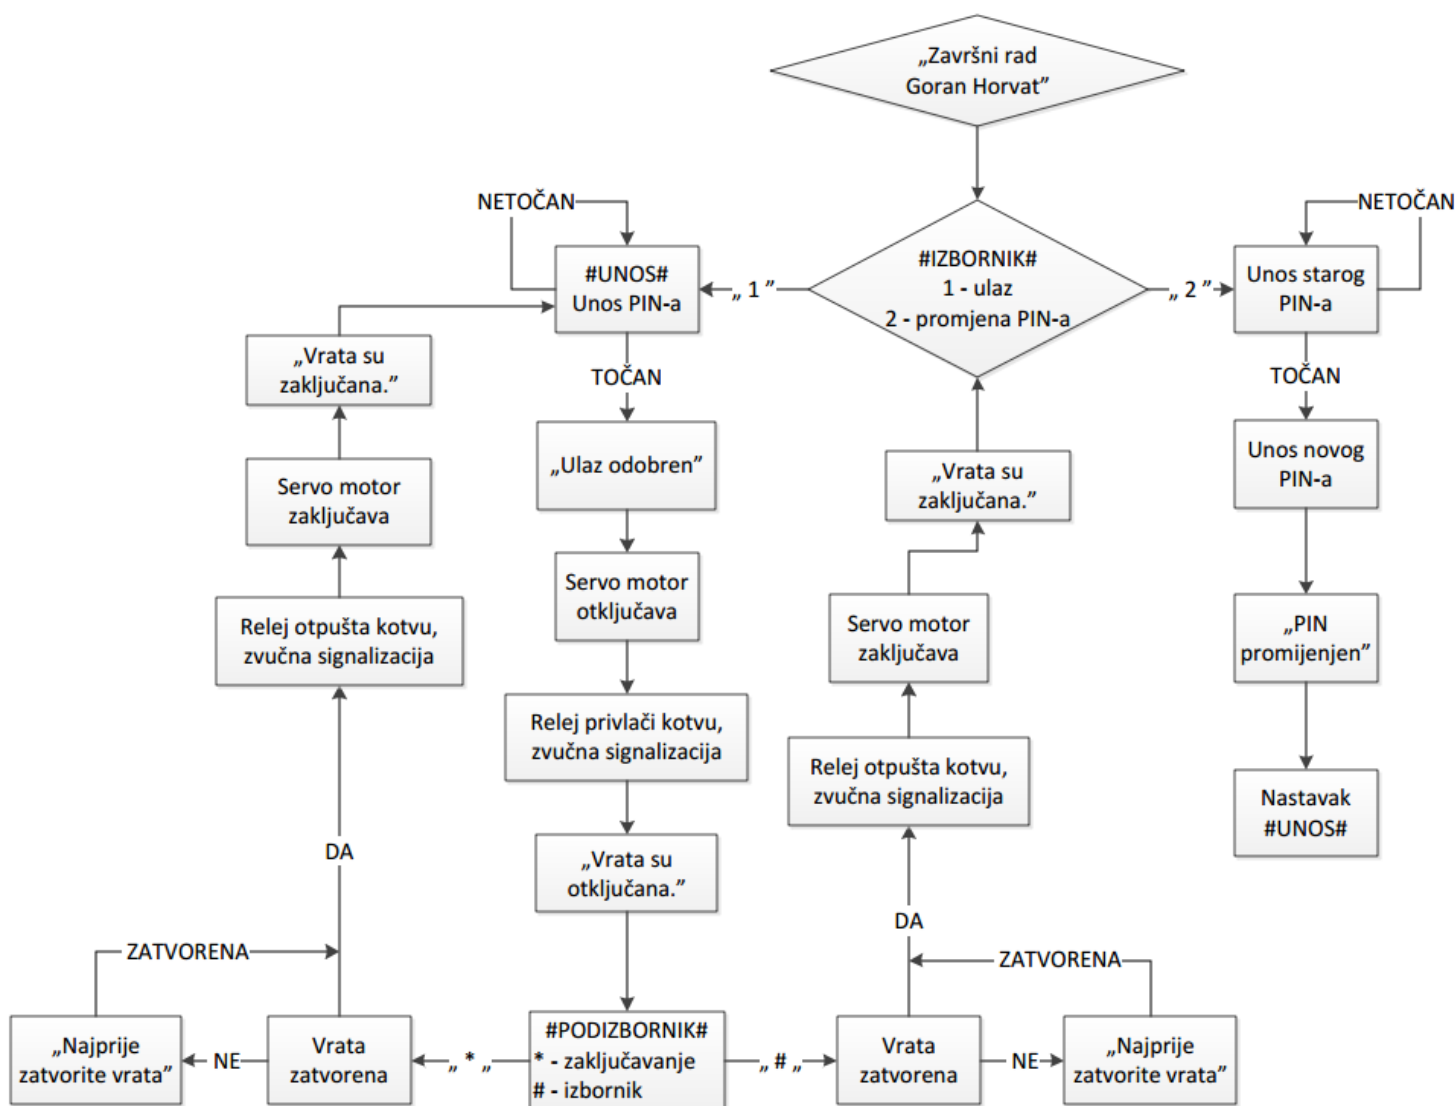 „Završni rad
Goran Horvat”
NETOČAN
NETOČAN
#UNOS#
Unos PIN-a
„ 1 ”
#IZBORNIK#
1 - ulaz
2 - promjena PIN-a
„ 2 ”
Unos starog
PIN-a
„Vrata su
zaključana.”
TOČAN
TOČAN
„Ulaz odobren”
Unos novog
PIN-a
Servo motor
zaključava
„Vrata su
zaključana.”
Servo motor
otključava
Relej otpušta kotvu,
zvučna signalizacija
Servo motor
zaključava
„PIN
promijenjen”
Relej privlači kotvu,
zvučna signalizacija
Relej otpušta kotvu,
zvučna signalizacija
Nastavak
#UNOS#
DA
„Vrata su
otključana.”
DA
ZATVORENA
ZATVORENA
„Najprije
zatvorite vrata”
NE
Vrata
zatvorena
„ * „
#PODIZBORNIK#
* - zaključavanje
# - izbornik
„ # „
Vrata
zatvorena
NE
„Najprije
zatvorite vrata”